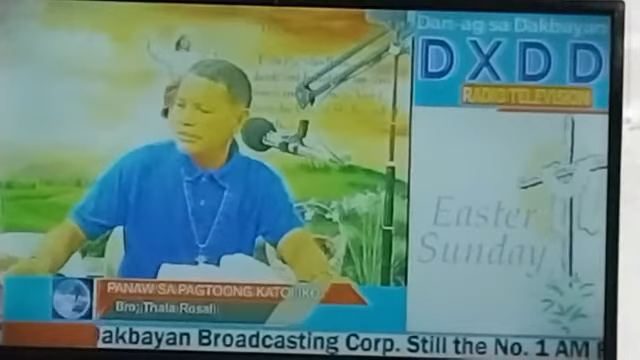 Dan-ag sa Dakbayan
DXDD
RADIO TELEVISION
Easter
Sunday
PANAW SA PAGTOONG KATOLIKO
Bro. Thala Rosal
akbayan Broadcasting Corp. Still the No. 1 AM